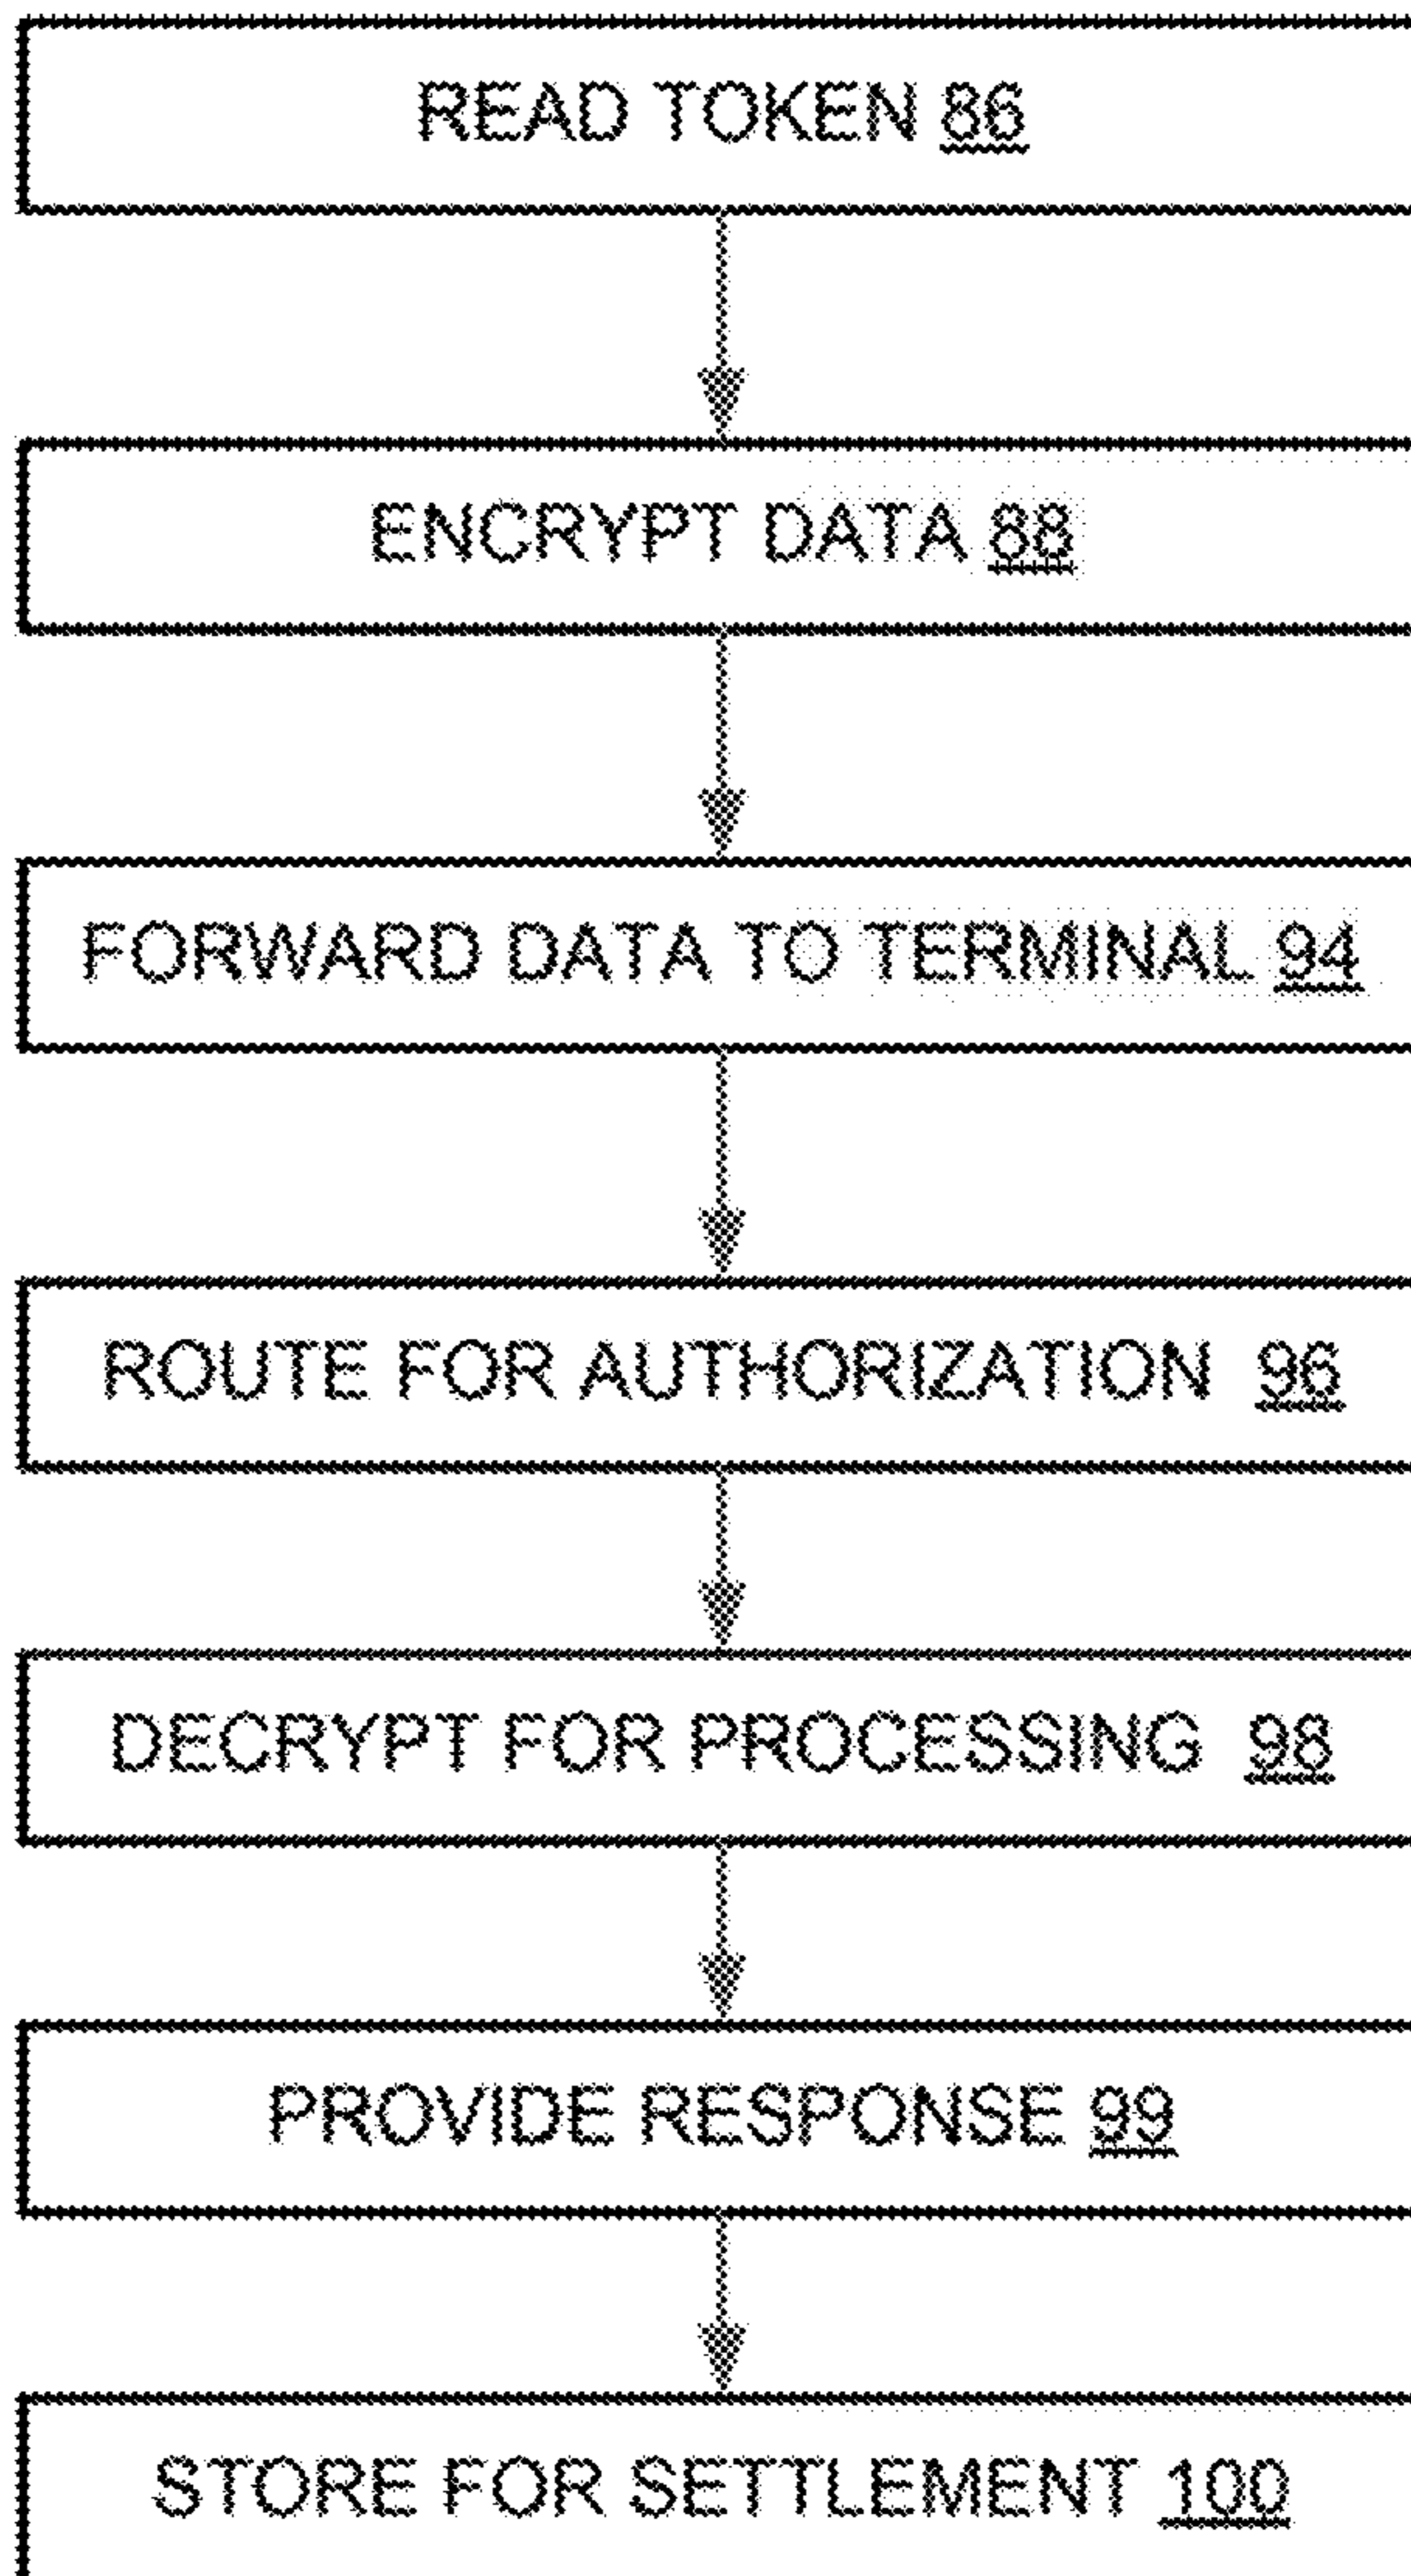 READ TOKEN 86
ENCRYPT DATA 88
FORWARD DATA TO TERMINAL 94
ROUTE FOR AUTHORIZATION 96
DECRYPT FOR PROCESSING 98
PROVIDE RESPONSE 99
STORE FOR SETTLEMENT 100